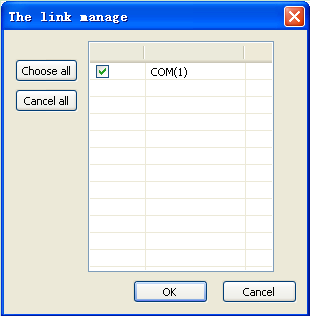 The link manage
Choose all
COM(1)
Cancel all
OK
Cancel